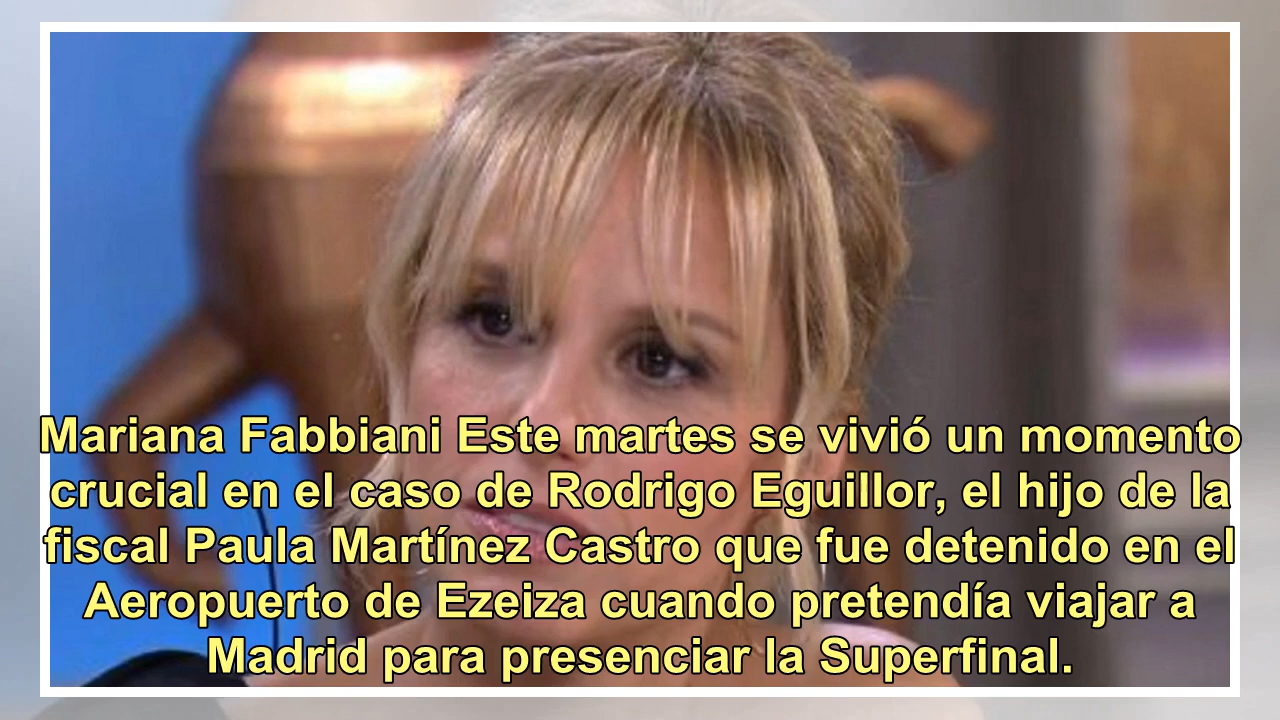 Mariana Fabbiani Este martes se vivió un momento
crucial en el caso de Rodrigo Eguillor, el hijo de la
fiscal Paula Martínez Castro que fue detenido en el
Aeropuerto de Ezeiza cuando pretendía viajar a
Madrid para presenciar la Superfinal.